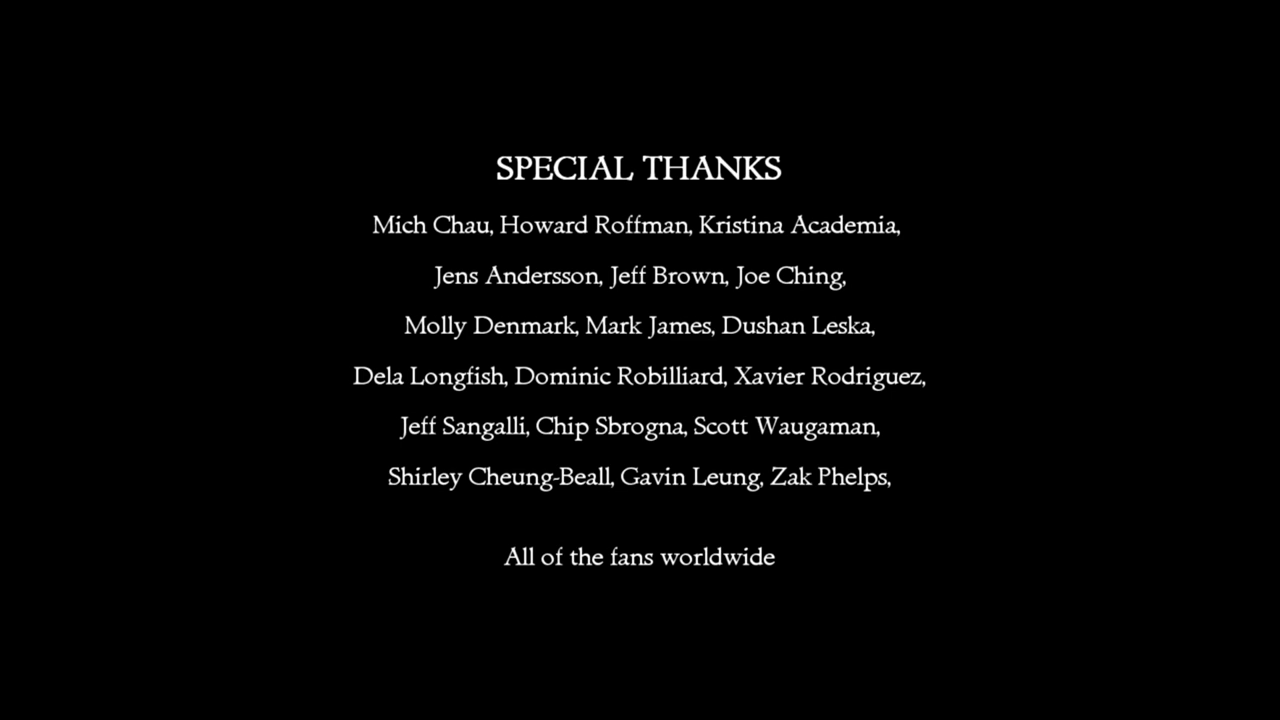 SPECIAL THANKS
Mich Chau, Howard Roffman, Kristina Academia,
Jens Andersson, Jeff Brown, Joe Ching,
Molly Denmark, Mark James, Dushan Leska,
Dela Longfish, Dominic Robilliard, Xavier Rodriguez,
Jeff Sangalli, Chip Sbrogna, Scott Waugaman,
Shirley Cheung-Beall, Gavin Leung, Zak Phelps,
All of the fans worldwide